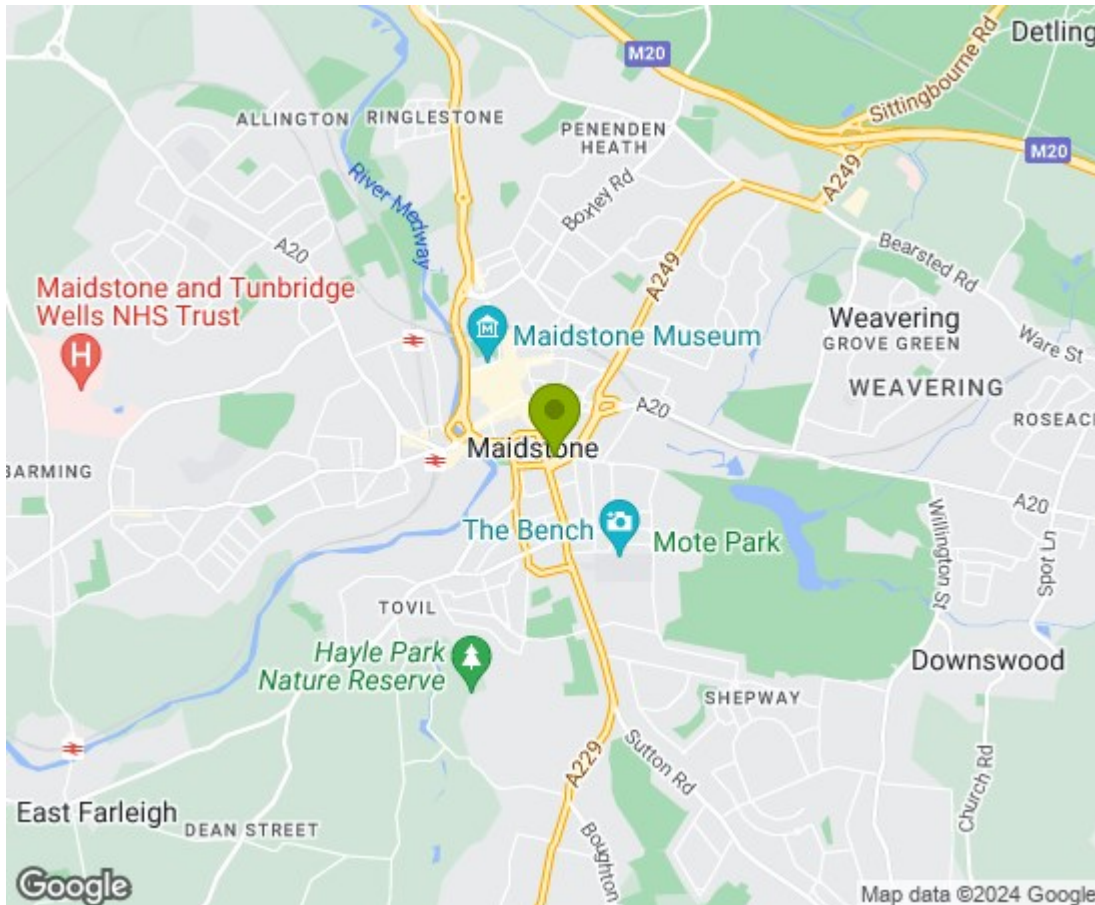 Detling
M20
Sittingbourne Rd
ALLINGTON
RINGLESTONE
PENENDEN
HEATH
M20
A249
River Medway
Boxley Rd
A20
A249
Bearsted Rd
Maidstone and Tunbridge
Wells NHS Trust
H
M
Maidstone Museum
Weavering
GROVE GREEN
Ware St
WEAVERING
A20
ROSEAC
Maidstone
BARMING
A20
The Bench
Mote Park
Willington St
Spot Ln
TOVIL
Hayle Park
Nature Reserve
Downswood
SHEPWAY
A229
Sutton Rd
Church Rd
East Farleigh
DEAN STREET
Boughton
Google
Map data ©2024 Google